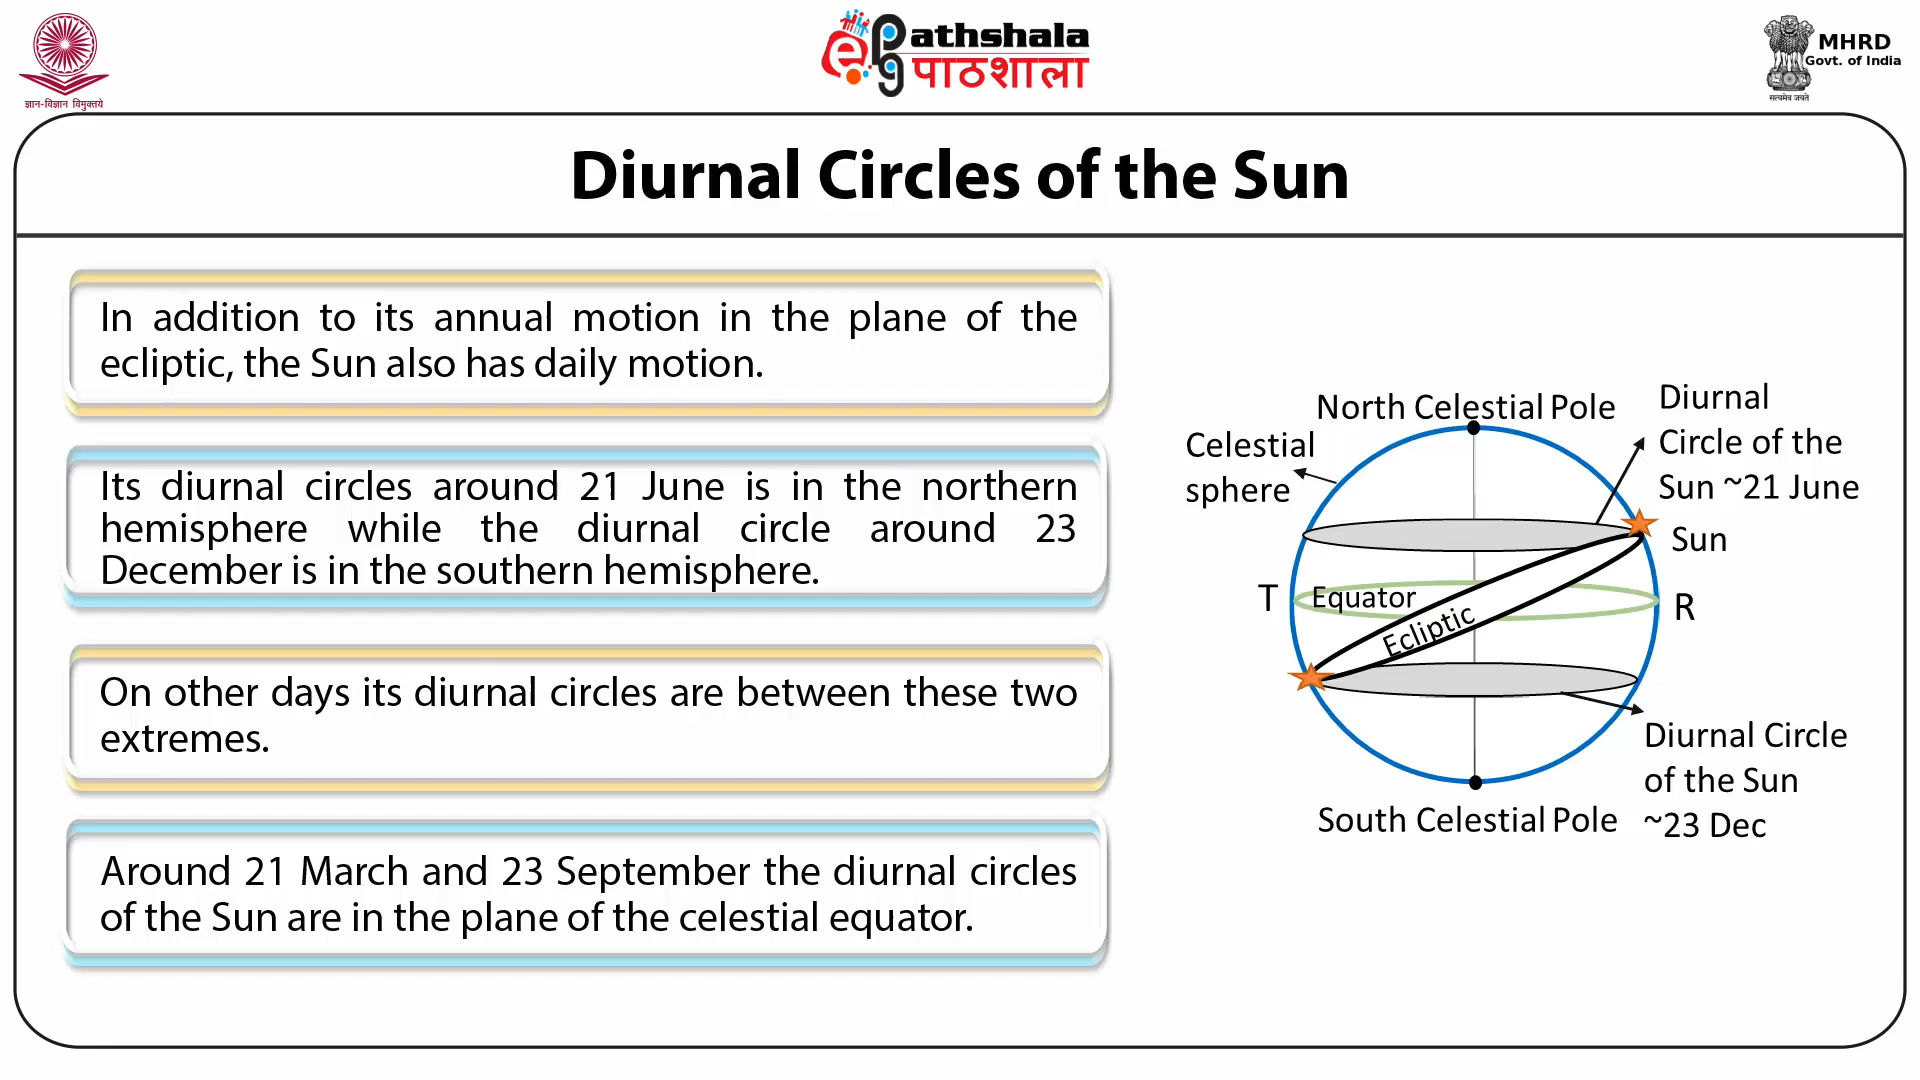 ज्ञान-विज्ञान विमुक्तये
ePathshala
पाठशाला
MHRD
Govt. of India
सत्यमेव जयते
Diurnal Circles of the Sun
In addition to its annual motion in the plane of the
ecliptic, the Sun also has daily motion.
Its diurnal circles around 21 June is in the northern
hemisphere while the diurnal circle around 23
December is in the southern hemisphere.
On other days its diurnal circles are between these two
extremes.
Around 21 March and 23 September the diurnal circles
of the Sun are in the plane of the celestial equator.
North Celestial Pole
Diurnal
Circle of the
Sun ~21 June
Celestial
sphere
Sun
T
Equator
Ecliptic
R
Diurnal Circle
of the Sun
~23 Dec
South Celestial Pole